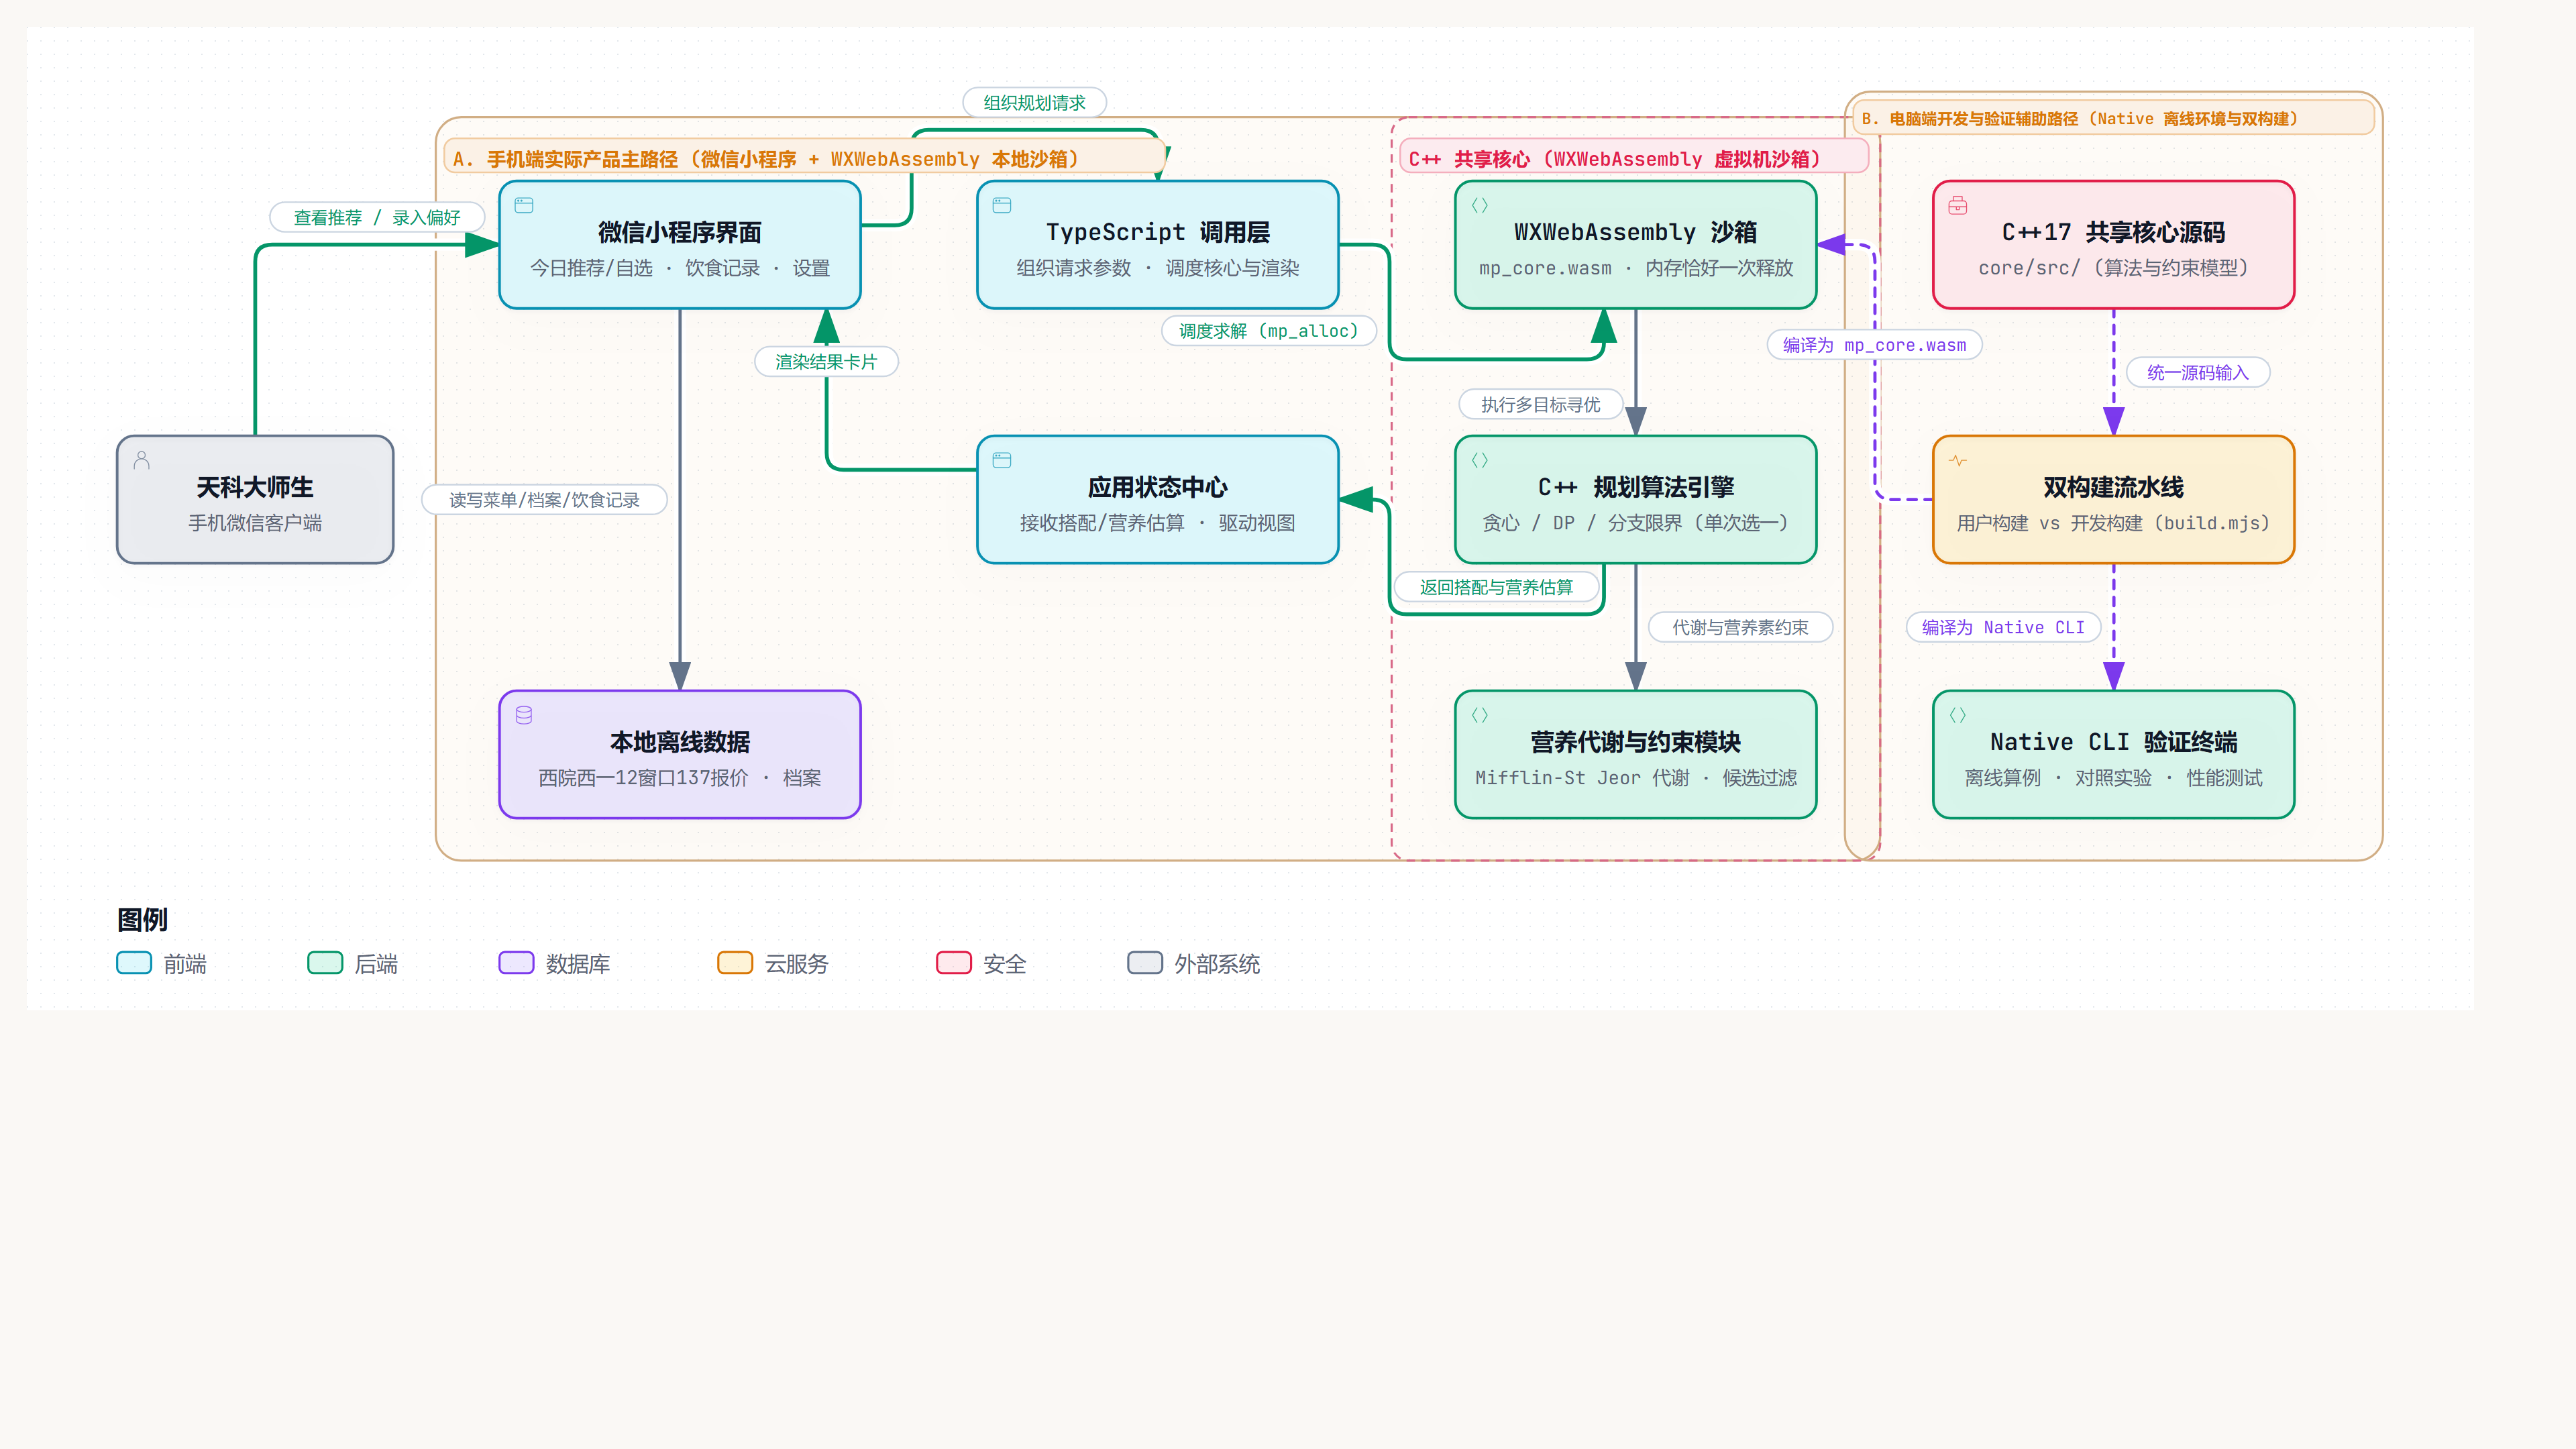 组织规划请求
A. 手机端实际产品主路径（微信小程序 + WXWebAssembly 本地沙箱）
C++ 共享核心（WXWebAssembly 虚拟机沙箱）
B. 电脑端开发与验证辅助路径（Native 离线环境与双构建）
查看推荐 / 录入偏好
微信小程序界面
今日推荐/自选 · 饮食记录 · 设置
TypeScript 调用层
组织请求参数 · 调度核心与渲染
WXWebAssembly 沙箱
mp_core.wasm · 内存恰好一次释放
C++17 共享核心源码
core/src/（算法与约束模型）
调度求解（mp_alloc）
编译为 mp_core.wasm
渲染结果卡片
统一源码输入
执行多目标寻优
天科大师生
手机微信客户端
读写菜单/档案/饮食记录
应用状态中心
接收搭配/营养估算 · 驱动视图
C++ 规划算法引擎
贪心 / DP / 分支限界（单次选一）
双构建流水线
用户构建 vs 开发构建（build.mjs）
返回搭配与营养估算
代谢与营养素约束
编译为 Native CLI
本地离线数据
西院西一12窗口137报价 · 档案
营养代谢与约束模块
Mifflin-St Jeor 代谢 · 候选过滤
Native CLI 验证终端
离线算例 · 对照实验 · 性能测试
图例
前端
后端
数据库
云服务
安全
外部系统